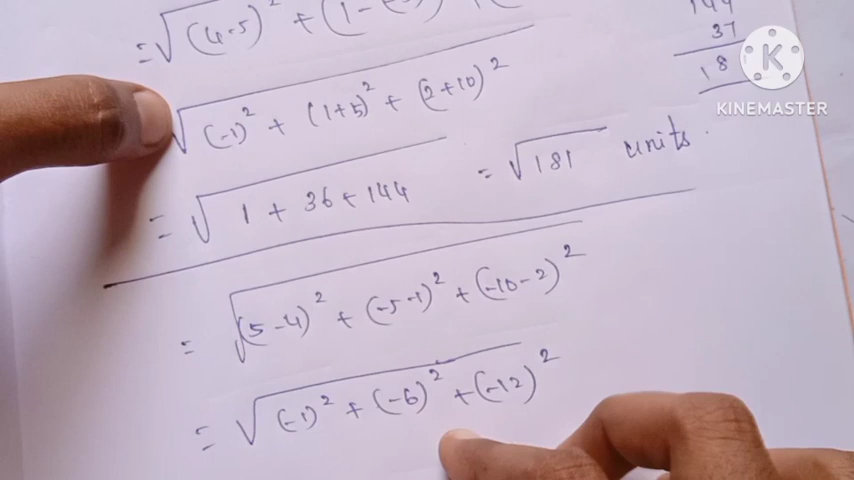 = √(4-5)² + (1-
144
37
18
KINEMASTER
√(-1)² + (1+5)² + (2+10)²
= √1 + 36 + 144 = √181 units.
= √(5-4)² + (-5-1)² + (-10-2)²
= √(-1)² + (-6)² + (-12)²